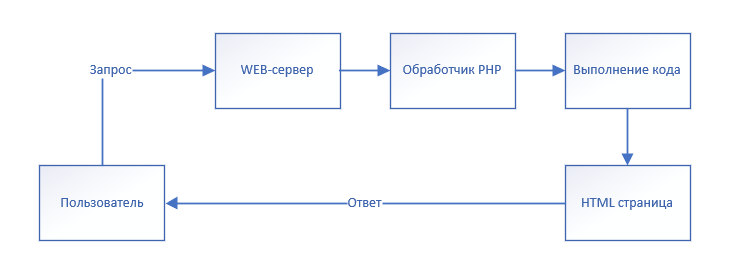 Запрос
WEB-сервер
Обработчик PHP
Выполнение кода
Пользователь
Ответ
HTML страница